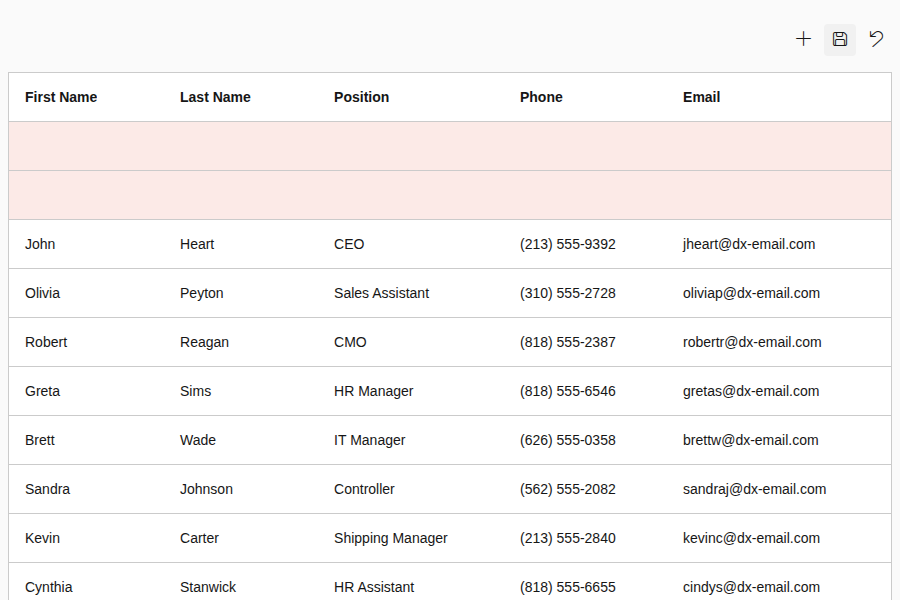 First Name Last Name Position Phone Email
John Heart CEO (213) 555-9392 jheart@dx-email.com
Olivia Peyton Sales Assistant (310) 555-2728 oliviap@dx-email.com
Robert Reagan CMO (818) 555-2387 robertr@dx-email.com
Greta Sims HR Manager (818) 555-6546 gretas@dx-email.com
Brett Wade IT Manager (626) 555-0358 brettw@dx-email.com
Sandra Johnson Controller (562) 555-2082 sandraj@dx-email.com
Kevin Carter Shipping Manager (213) 555-2840 kevinc@dx-email.com
Cynthia Stanwick HR Assistant (818) 555-6655 cindys@dx-email.com